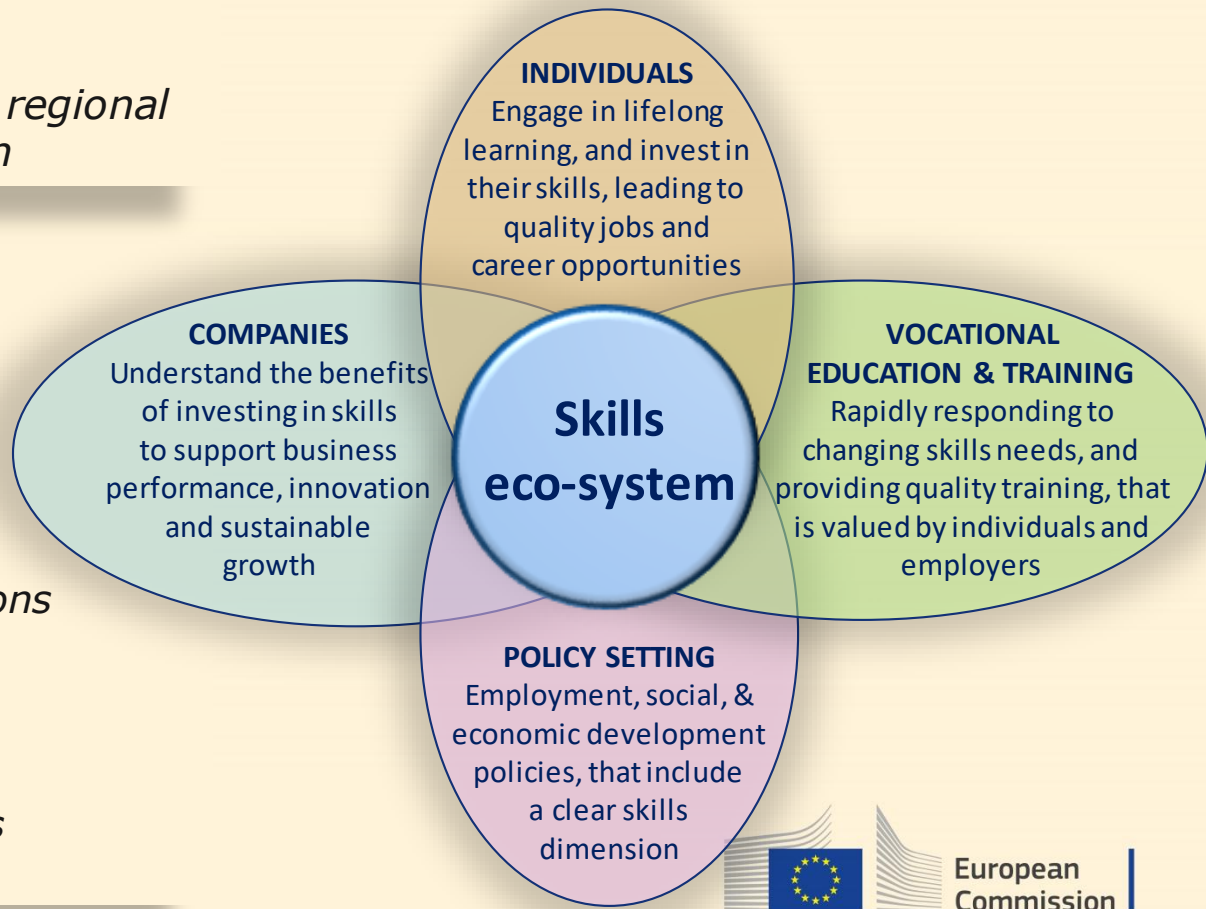 regional
INDIVIDUALS
Engage in lifelong
learning, and invest in
their skills, leading to
quality jobs and
career opportunities
COMPANIES
Understand the benefits
of investing in skills
to support business
performance, innovation
and sustainable
growth
Skills
eco-system
VOCATIONAL
EDUCATION & TRAINING
Rapidly responding to
changing skills needs, and
providing quality training, that
is valued by individuals and
employers
POLICY SETTING
Employment, social, &
economic development
policies, that include
a clear skills
dimension
European
Commission